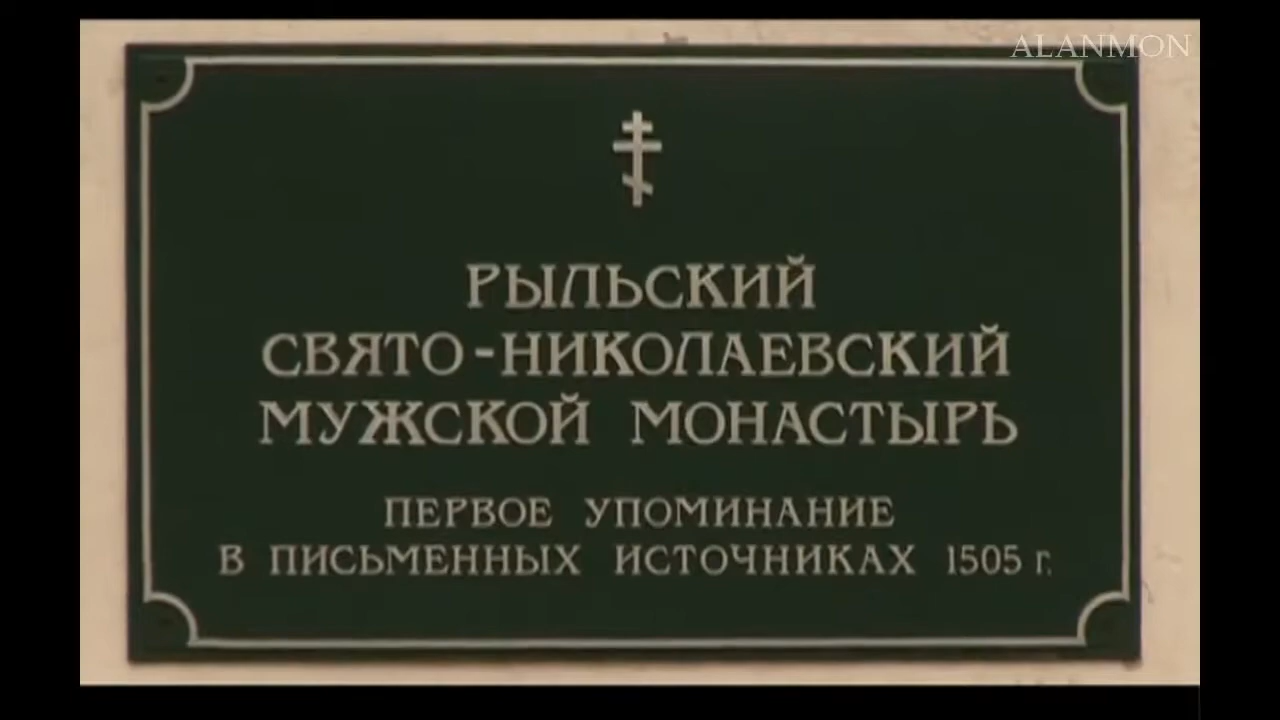 ALANMON
РЫЛЬСКИЙ
СВЯТО-НИКОЛАЕВСКИЙ
МУЖСКОЙ МОНАСТЫРЬ
ПЕРВОЕ УПОМИНАНИЕ
В ПИСЬМЕННЫХ ИСТОЧНИКАХ 1505 г.